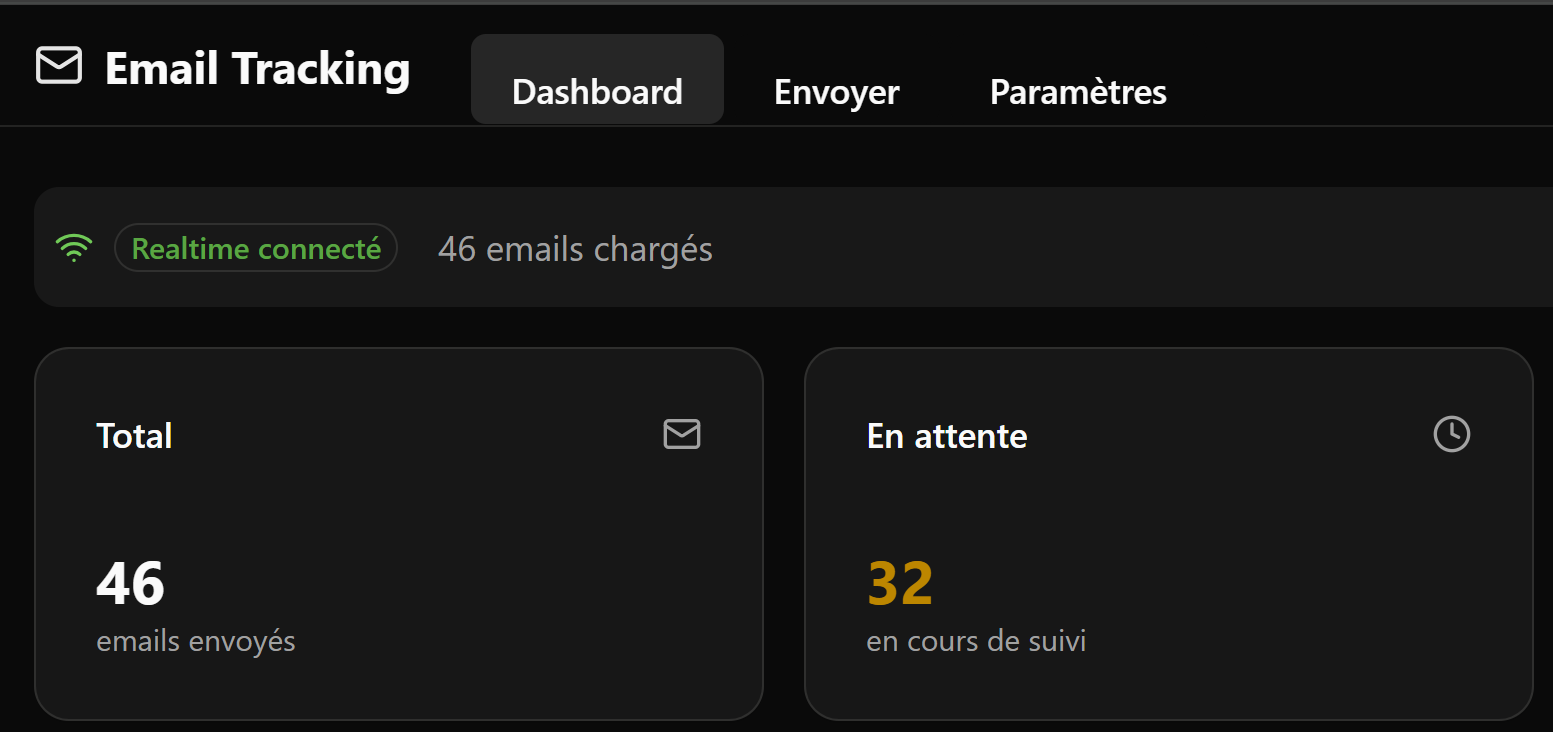 Email Tracking
Dashboard
Envoyer
Paramètres
Realtime connecté
46 emails chargés
Total
46
emails envoyés
En attente
32
en cours de suivi